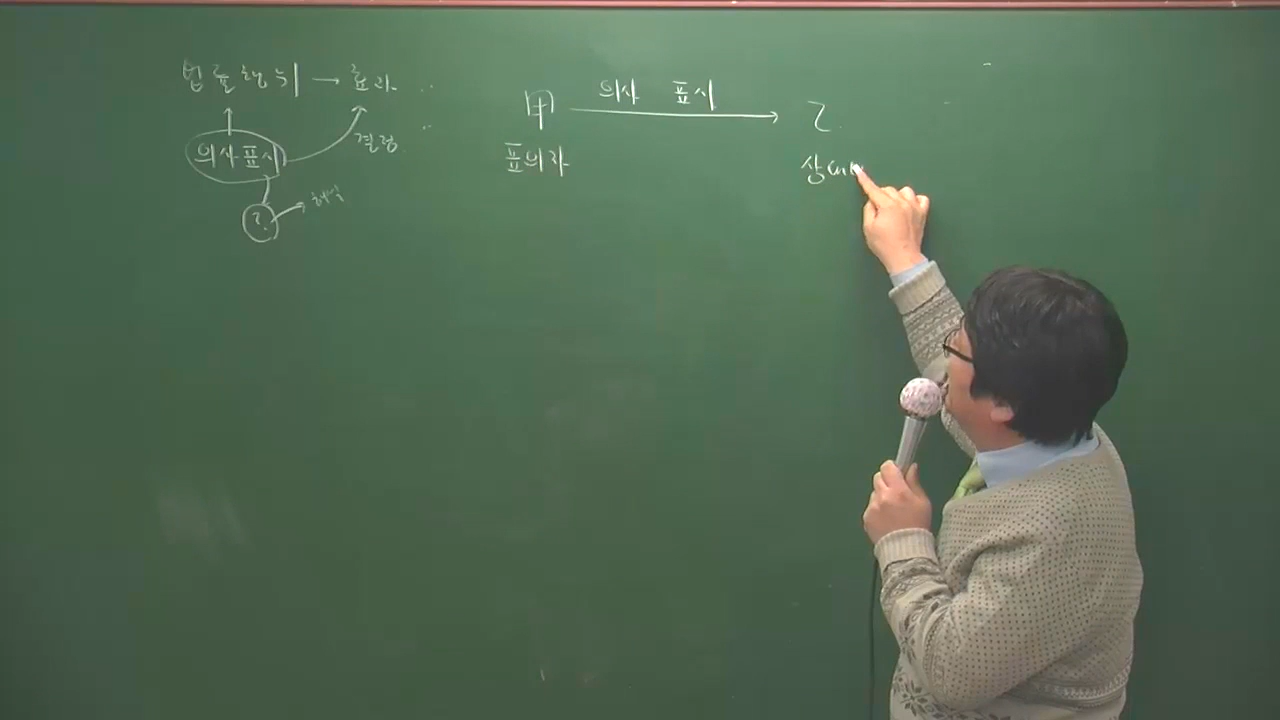 법률행위 → 효과
의사표시
결정
?
해석
甲 의사 표시 乙
표의자
상대